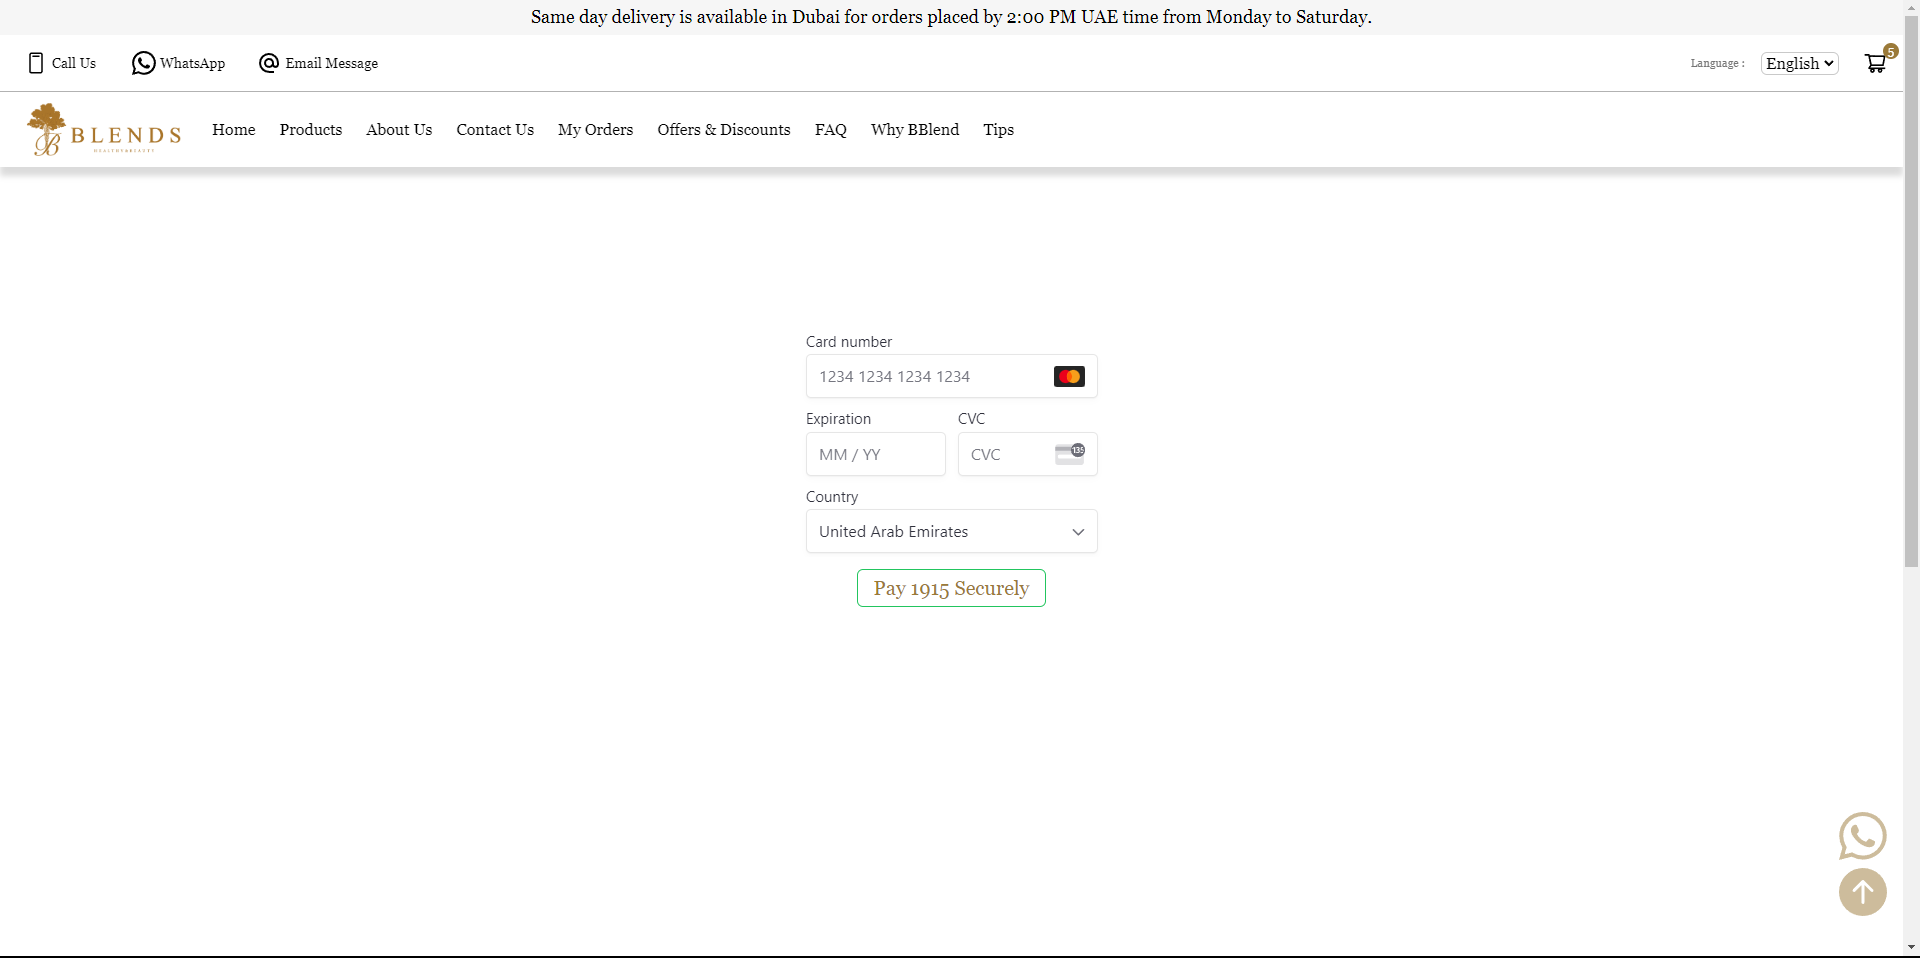 Same day delivery is available in Dubai for orders placed by 2:00 PM UAE time from Monday to Saturday.
Call Us WhatsApp Email Message Language : English 5
B BLENDS Home Products About Us Contact Us My Orders Offers & Discounts FAQ Why BBlend Tips
Card number
1234 1234 1234 1234
Expiration CVC
MM / YY CVC 135
Country
United Arab Emirates
Pay 1915 Securely